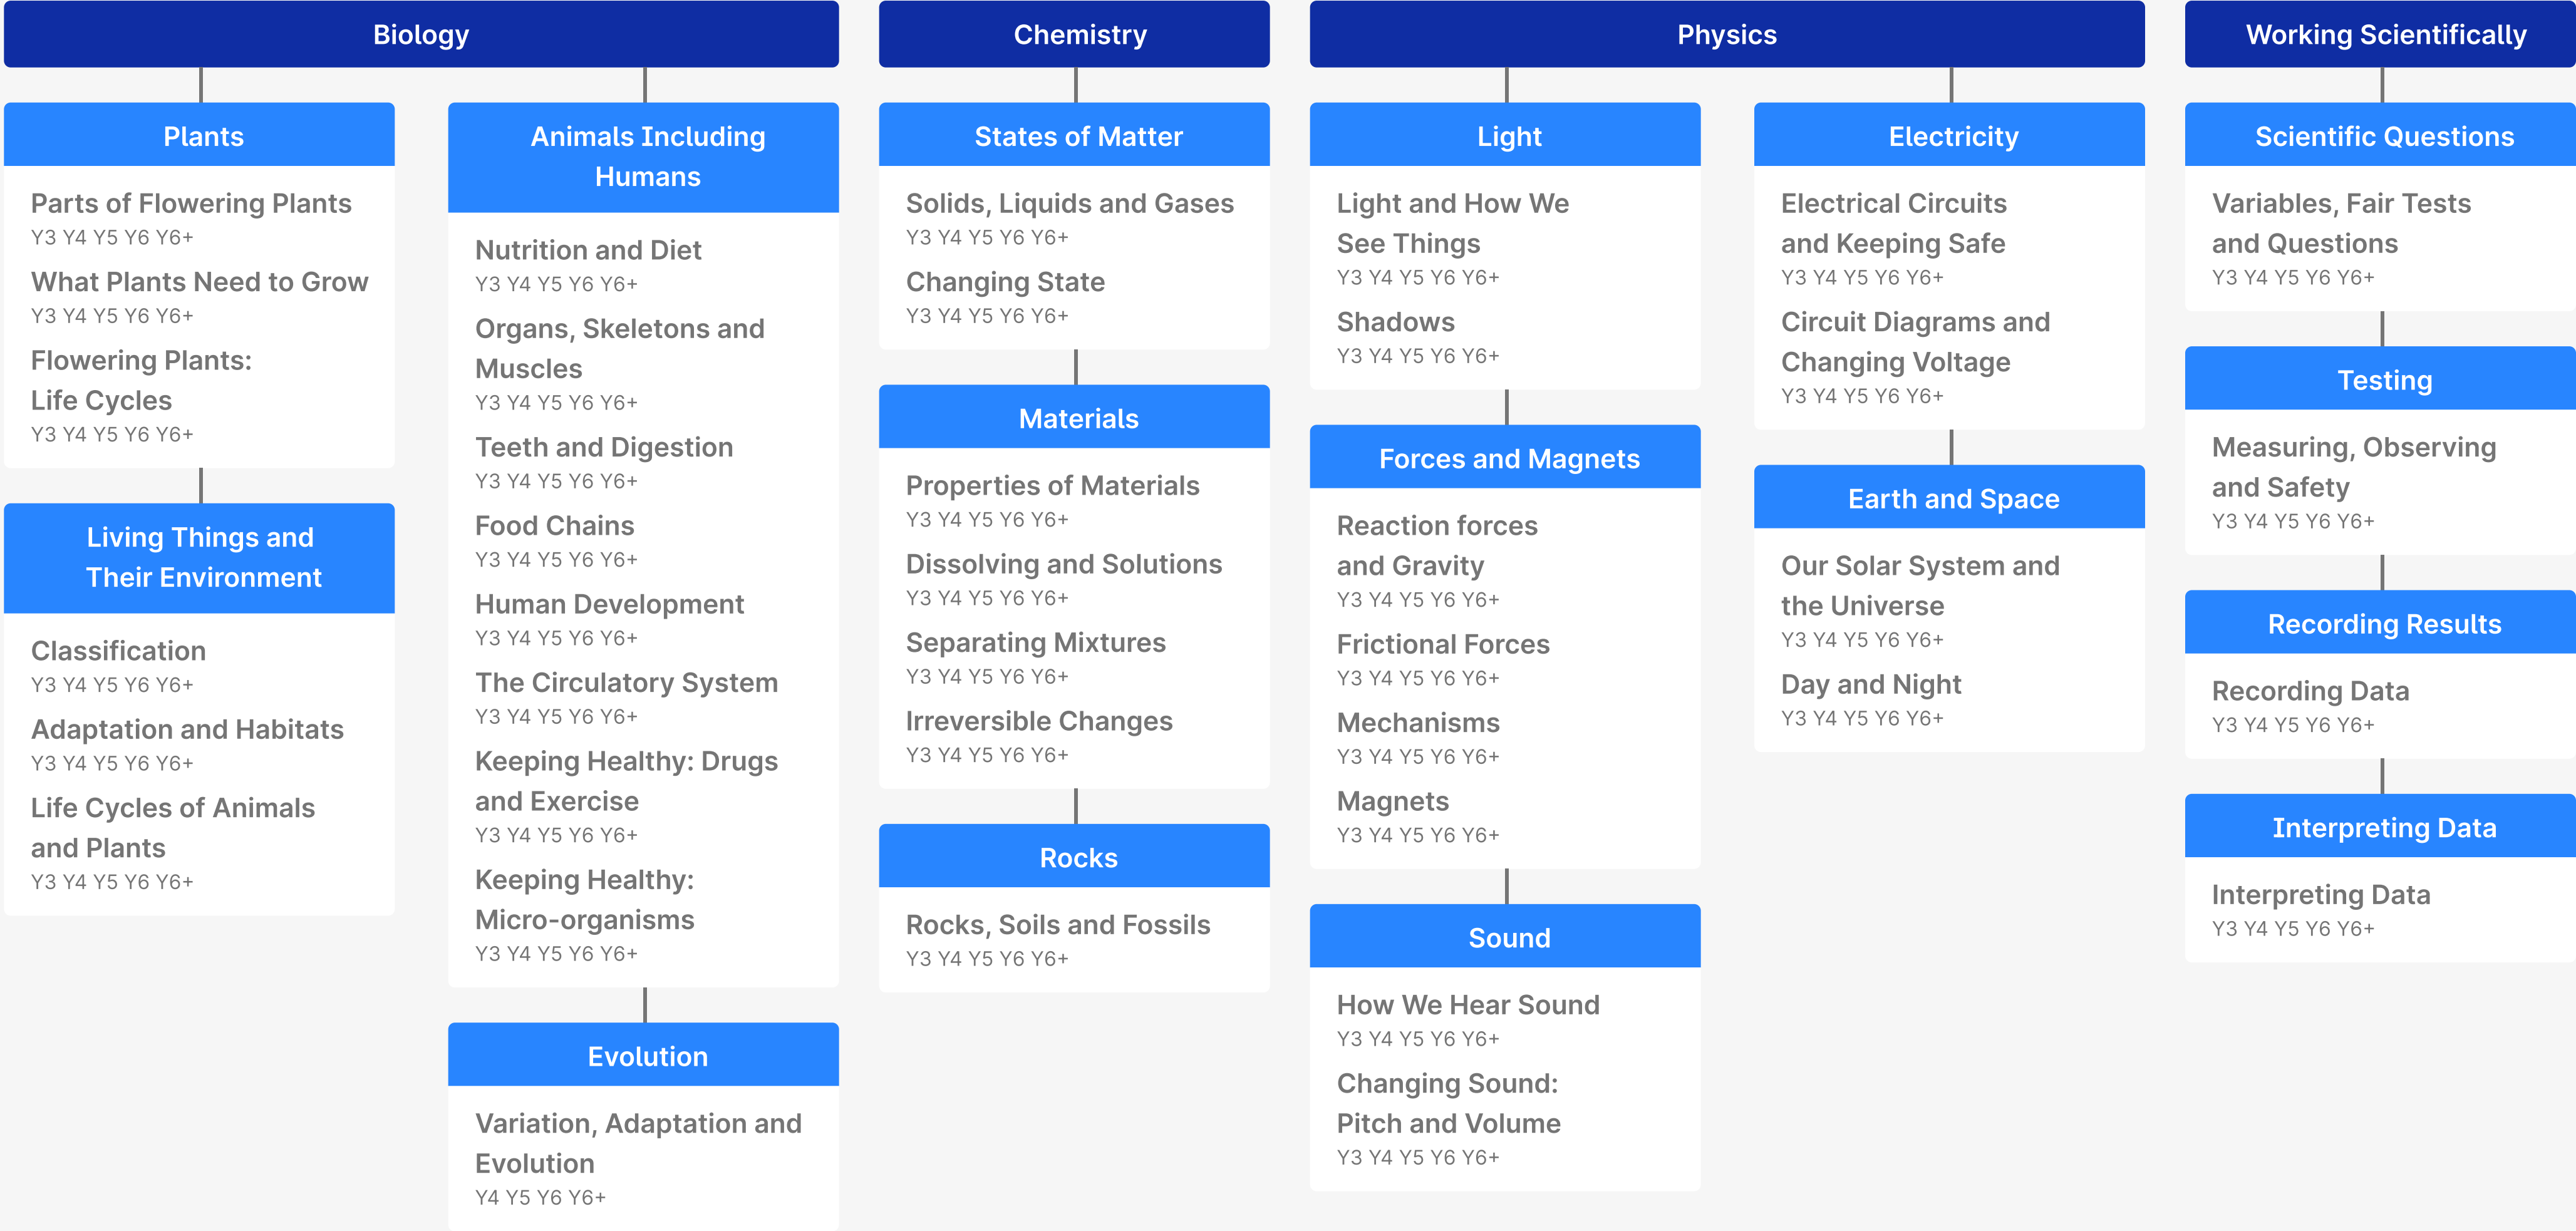 Biology
Plants
Parts of Flowering Plants
Y3 Y4 Y5 Y6 Y6+
What Plants Need to Grow
Y3 Y4 Y5 Y6 Y6+
Flowering Plants:
Life Cycles
Y3 Y4 Y5 Y6 Y6+
Living Things and
Their Environment
Classification
Y3 Y4 Y5 Y6 Y6+
Adaptation and Habitats
Y3 Y4 Y5 Y6 Y6+
Life Cycles of Animals
and Plants
Y3 Y4 Y5 Y6 Y6+
Animals Including
Humans
Nutrition and Diet
Y3 Y4 Y5 Y6 Y6+
Organs, Skeletons and
Muscles
Y3 Y4 Y5 Y6 Y6+
Teeth and Digestion
Y3 Y4 Y5 Y6 Y6+
Food Chains
Y3 Y4 Y5 Y6 Y6+
Human Development
Y3 Y4 Y5 Y6 Y6+
The Circulatory System
Y3 Y4 Y5 Y6 Y6+
Keeping Healthy: Drugs
and Exercise
Y3 Y4 Y5 Y6 Y6+
Keeping Healthy:
Micro-organisms
Y3 Y4 Y5 Y6 Y6+
Evolution
Variation, Adaptation and
Evolution
Y4 Y5 Y6 Y6+
Chemistry
States of Matter
Solids, Liquids and Gases
Y3 Y4 Y5 Y6 Y6+
Changing State
Y3 Y4 Y5 Y6 Y6+
Materials
Properties of Materials
Y3 Y4 Y5 Y6 Y6+
Dissolving and Solutions
Y3 Y4 Y5 Y6 Y6+
Separating Mixtures
Y3 Y4 Y5 Y6 Y6+
Irreversible Changes
Y3 Y4 Y5 Y6 Y6+
Rocks
Rocks, Soils and Fossils
Y3 Y4 Y5 Y6 Y6+
Physics
Light
Light and How We
See Things
Y3 Y4 Y5 Y6 Y6+
Shadows
Y3 Y4 Y5 Y6 Y6+
Forces and Magnets
Reaction forces
and Gravity
Y3 Y4 Y5 Y6 Y6+
Frictional Forces
Y3 Y4 Y5 Y6 Y6+
Mechanisms
Y3 Y4 Y5 Y6 Y6+
Magnets
Y3 Y4 Y5 Y6 Y6+
Sound
How We Hear Sound
Y3 Y4 Y5 Y6 Y6+
Changing Sound:
Pitch and Volume
Y3 Y4 Y5 Y6 Y6+
Electricity
Electrical Circuits
and Keeping Safe
Y3 Y4 Y5 Y6 Y6+
Circuit Diagrams and
Changing Voltage
Y3 Y4 Y5 Y6 Y6+
Earth and Space
Our Solar System and
the Universe
Y3 Y4 Y5 Y6 Y6+
Day and Night
Y3 Y4 Y5 Y6 Y6+
Working Scientifically
Scientific Questions
Variables, Fair Tests
and Questions
Y3 Y4 Y5 Y6 Y6+
Testing
Measuring, Observing
and Safety
Y3 Y4 Y5 Y6 Y6+
Recording Results
Recording Data
Y3 Y4 Y5 Y6 Y6+
Interpreting Data
Interpreting Data
Y3 Y4 Y5 Y6 Y6+